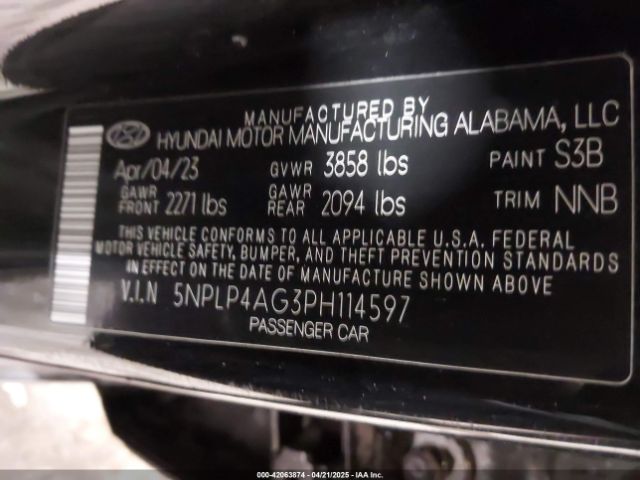 MANUFACTURED BY
HYUNDAI MOTOR MANUFACTURING ALABAMA, LLC
Apr/04/23 GVWR 3858 lbs PAINT S3B
GAWR FRONT 2271 lbs GAWR REAR 2094 lbs TRIM NNB
THIS VEHICLE CONFORMS TO ALL APPLICABLE U.S.A. FEDERAL
MOTOR VEHICLE SAFETY, BUMPER, AND THEFT PREVENTION STANDARDS
IN EFFECT ON THE DATE OF MANUFACTURE SHOWN ABOVE
V.I.N 5NPLP4AG3PH114597
PASSENGER CAR
000-42063874 - 04/21/2025 - IAA Inc.